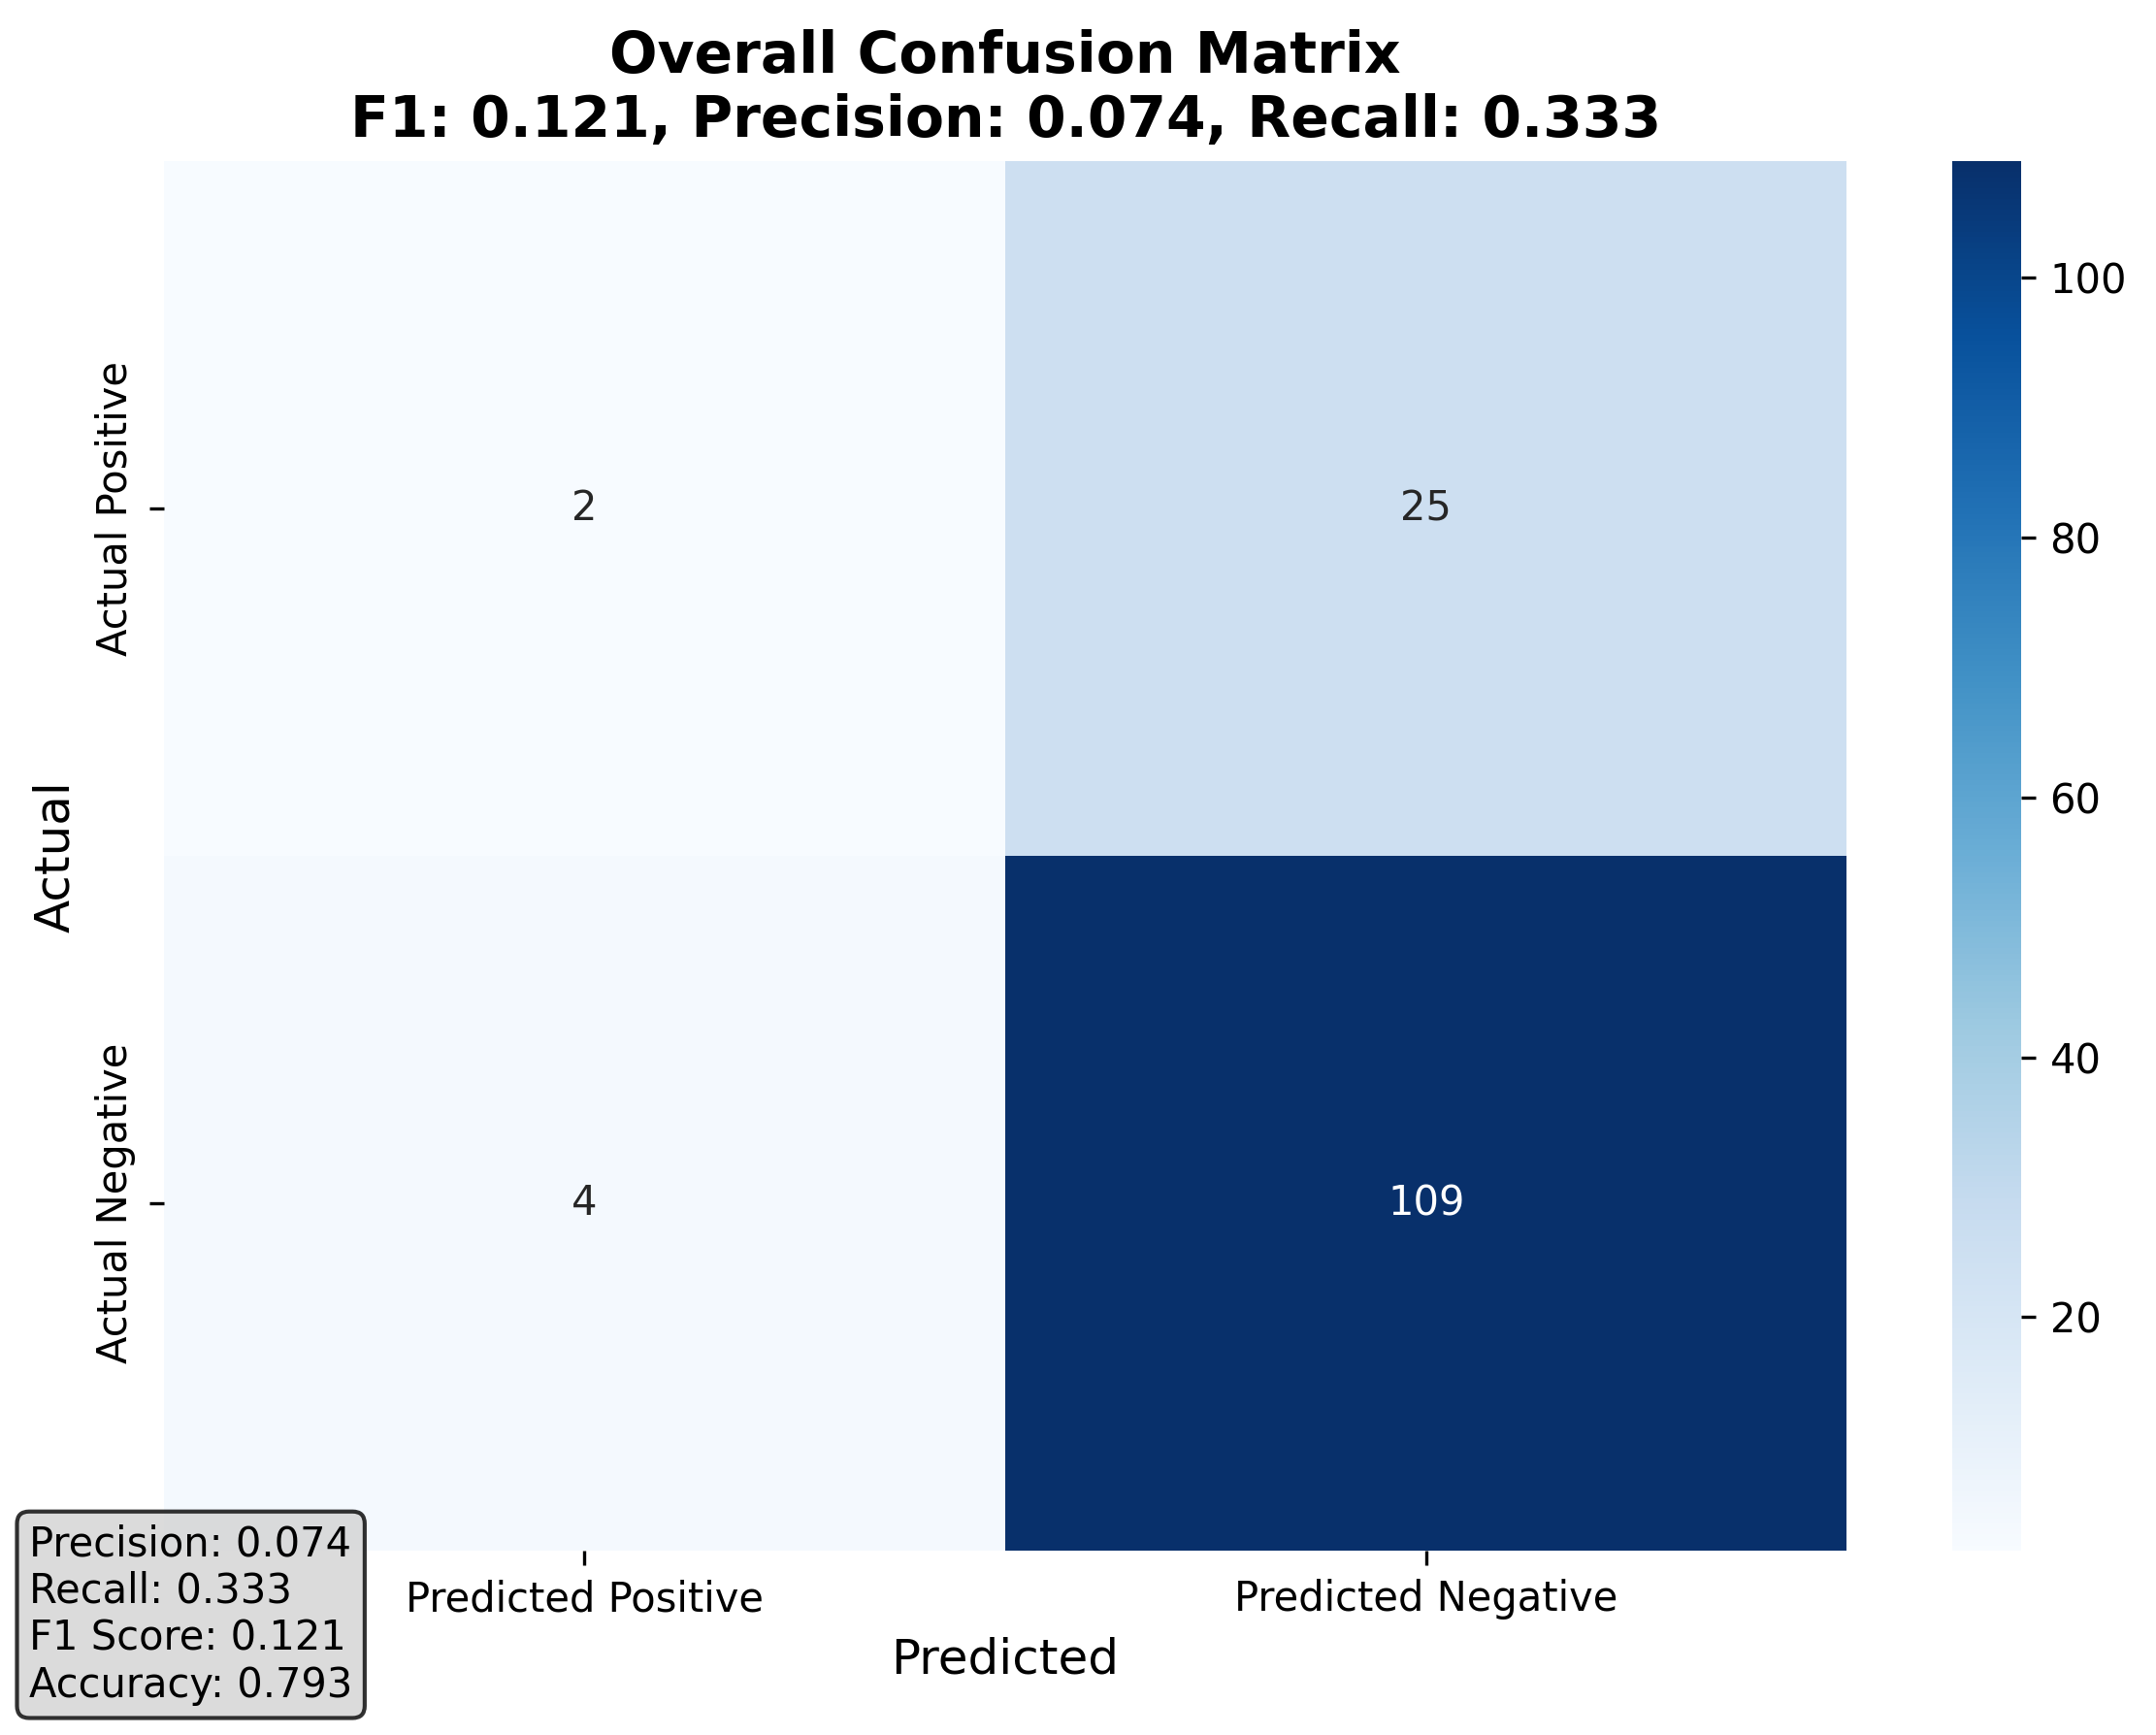 Overall Confusion Matrix
F1: 0.121, Precision: 0.074, Recall: 0.333
Actual
Actual Positive
2
25
Actual Negative
4
109
Predicted Positive
Predicted Negative
Predicted
100
80
60
40
20
Precision: 0.074
Recall: 0.333
F1 Score: 0.121
Accuracy: 0.793